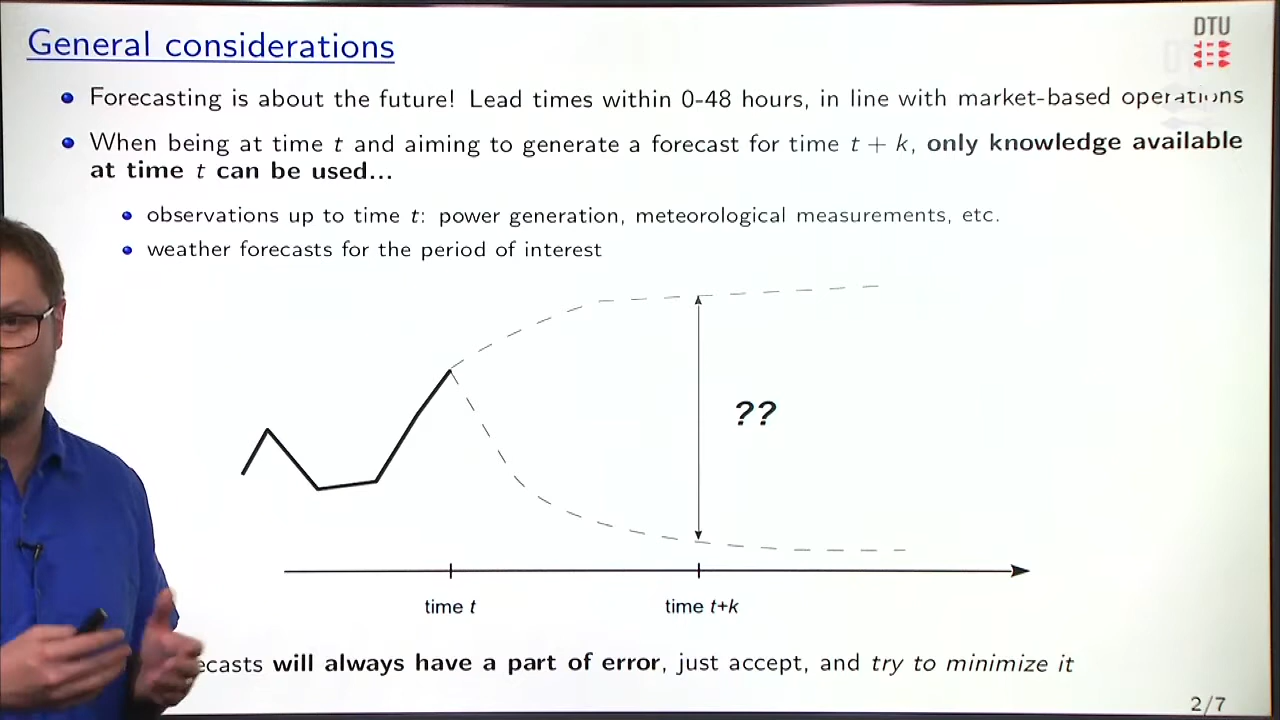 General considerations
DTU
Forecasting is about the future! Lead times within 0-48 hours, in line with market-based operations
When being at time t and aiming to generate a forecast for time t + k, only knowledge available
at time t can be used...
observations up to time t: power generation, meteorological measurements, etc.
weather forecasts for the period of interest
??
time t
time t+k
ecasts will always have a part of error, just accept, and try to minimize it
2/7